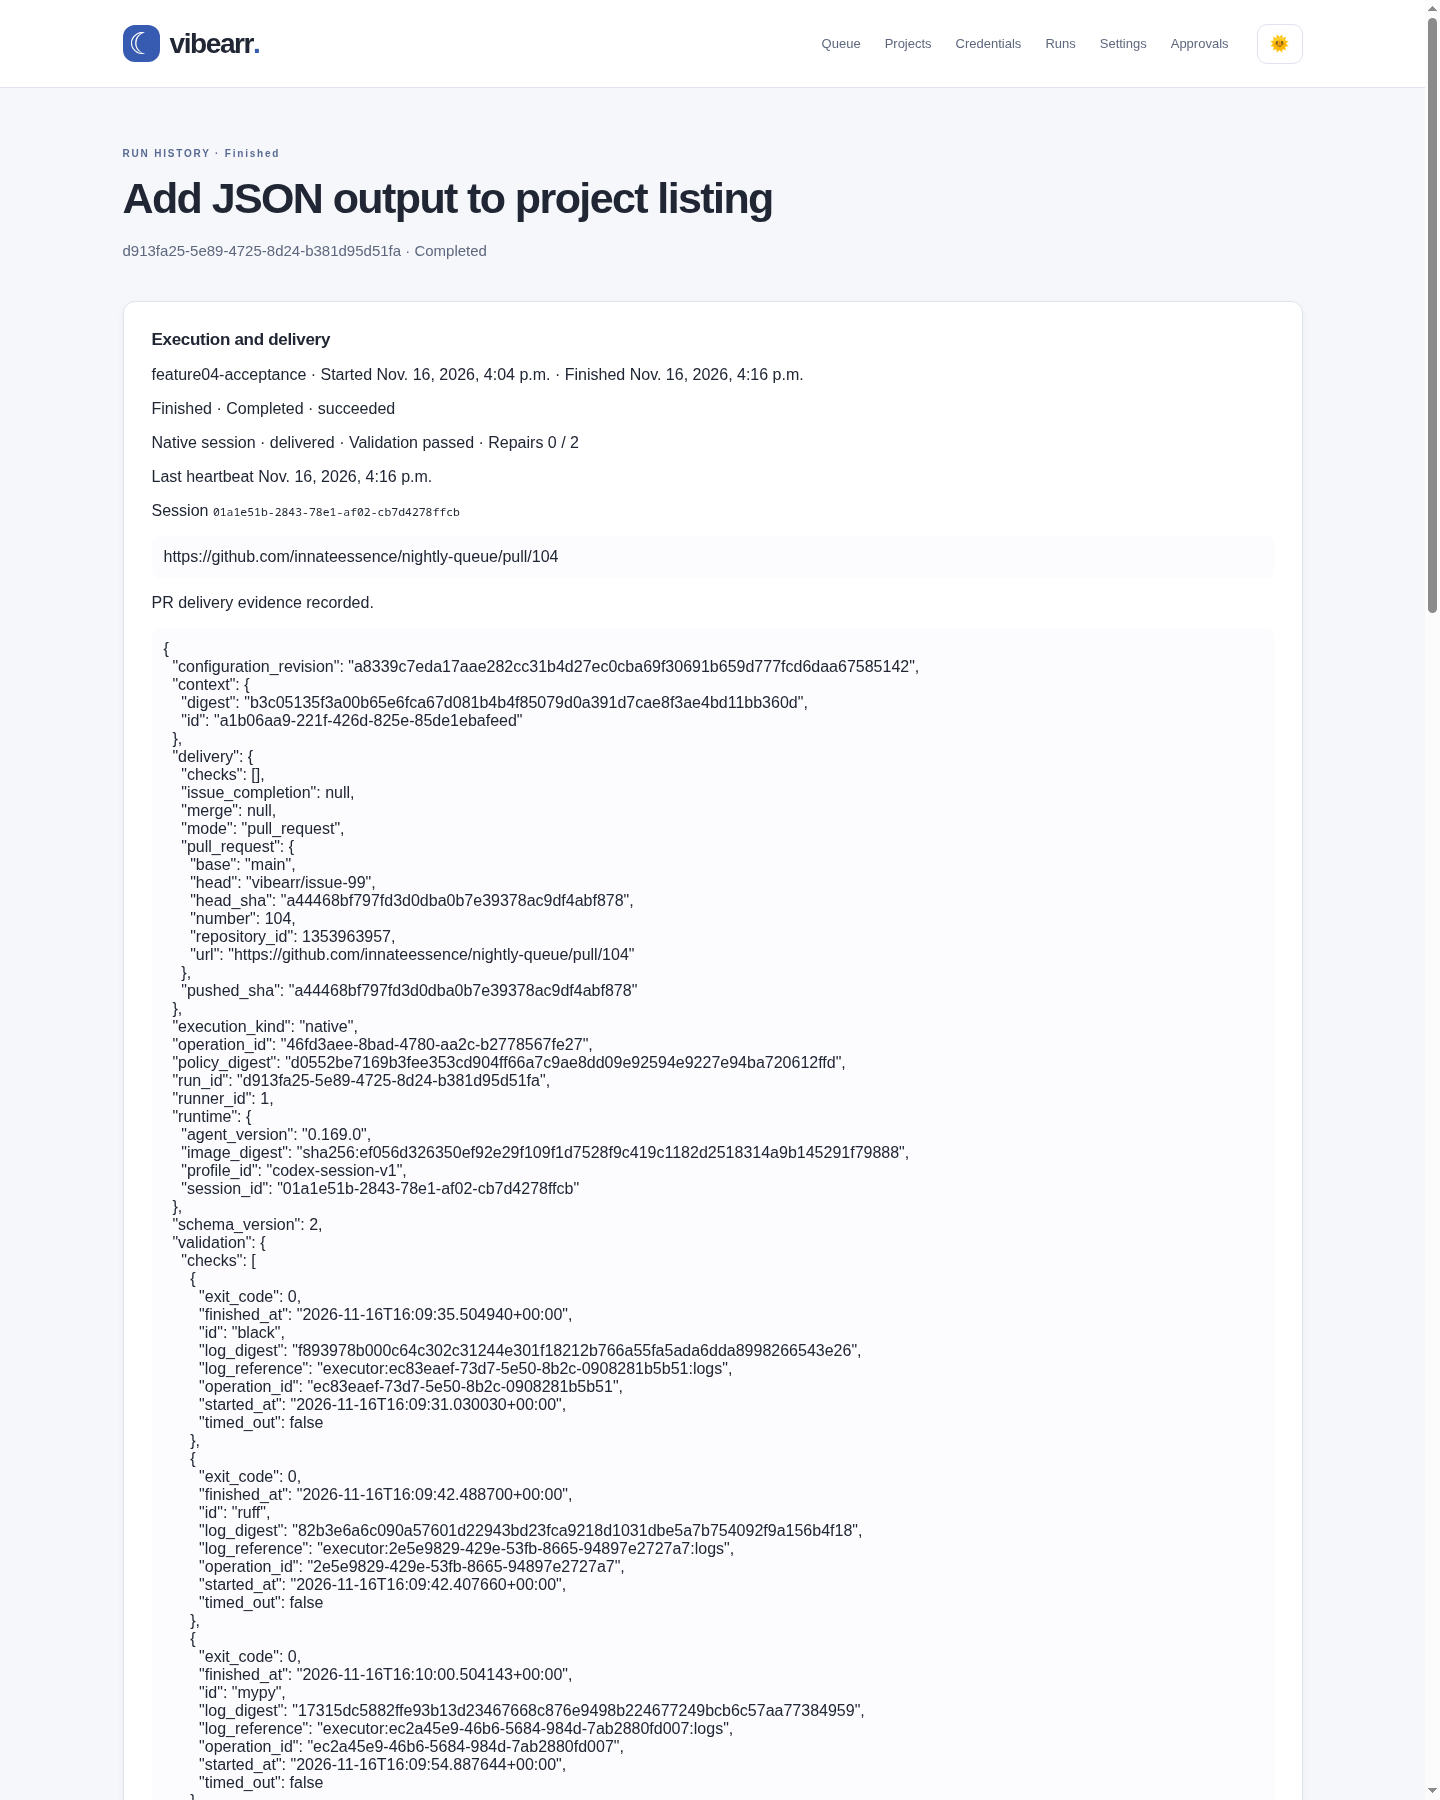 vibearr.
Queue Projects Credentials Runs Settings Approvals
RUN HISTORY · Finished
Add JSON output to project listing
d913fa25-5e89-4725-8d24-b381d95d51fa · Completed
Execution and delivery
feature04-acceptance · Started Nov. 16, 2026, 4:04 p.m. · Finished Nov. 16, 2026, 4:16 p.m.
Finished · Completed · succeeded
Native session · delivered · Validation passed · Repairs 0 / 2
Last heartbeat Nov. 16, 2026, 4:16 p.m.
Session 01a1e51b-2843-78e1-af02-cb7d4278ffcb
https://github.com/innateessence/nightly-queue/pull/104
PR delivery evidence recorded.
{
"configuration_revision": "a8339c7eda17aae282cc31b4d27ec0cba69f30691b659d777fcd6daa67585142",
"context": {
"digest": "b3c05135f3a00b65e6fca67d081b4b4f85079d0a391d7cae8f3ae4bd11bb360d",
"id": "a1b06aa9-221f-426d-825e-85de1ebafeed"
},
"delivery": {
"checks": [],
"issue_completion": null,
"merge": null,
"mode": "pull_request",
"pull_request": {
"base": "main",
"head": "vibearr/issue-99",
"head_sha": "a44468bf797fd3d0dba0b7e39378ac9df4abf878",
"number": 104,
"repository_id": 1353963957,
"url": "https://github.com/innateessence/nightly-queue/pull/104"
},
"pushed_sha": "a44468bf797fd3d0dba0b7e39378ac9df4abf878"
},
"execution_kind": "native",
"operation_id": "46fd3aee-8bad-4780-aa2c-b2778567fe27",
"policy_digest": "d0552be7169b3fee353cd904ff66a7c9ae8dd09e92594e9227e94ba720612ffd",
"run_id": "d913fa25-5e89-4725-8d24-b381d95d51fa",
"runner_id": 1,
"runtime": {
"agent_version": "0.169.0",
"image_digest": "sha256:ef056d326350ef92e29f109f1d7528f9c419c1182d2518314a9b145291f79888",
"profile_id": "codex-session-v1",
"session_id": "01a1e51b-2843-78e1-af02-cb7d4278ffcb"
},
"schema_version": 2,
"validation": {
"checks": [
{
"exit_code": 0,
"finished_at": "2026-11-16T16:09:35.504940+00:00",
"id": "black",
"log_digest": "f893978b000c64c302c31244e301f18212b766a55fa5ada6dda8998266543e26",
"log_reference": "executor:ec83eaef-73d7-5e50-8b2c-0908281b5b51:logs",
"operation_id": "ec83eaef-73d7-5e50-8b2c-0908281b5b51",
"started_at": "2026-11-16T16:09:31.030030+00:00",
"timed_out": false
},
{
"exit_code": 0,
"finished_at": "2026-11-16T16:09:42.488700+00:00",
"id": "ruff",
"log_digest": "82b3e6a6c090a57601d22943bd23fca9218d1031dbe5a7b754092f9a156b4f18",
"log_reference": "executor:2e5e9829-429e-53fb-8665-94897e2727a7:logs",
"operation_id": "2e5e9829-429e-53fb-8665-94897e2727a7",
"started_at": "2026-11-16T16:09:42.407660+00:00",
"timed_out": false
},
{
"exit_code": 0,
"finished_at": "2026-11-16T16:10:00.504143+00:00",
"id": "mypy",
"log_digest": "17315dc5882ffe93b13d23467668c876e9498b224677249bcb6c57aa77384959",
"log_reference": "executor:ec2a45e9-46b6-5684-984d-7ab2880fd007:logs",
"operation_id": "ec2a45e9-46b6-5684-984d-7ab2880fd007",
"started_at": "2026-11-16T16:09:54.887644+00:00",
"timed_out": false
}